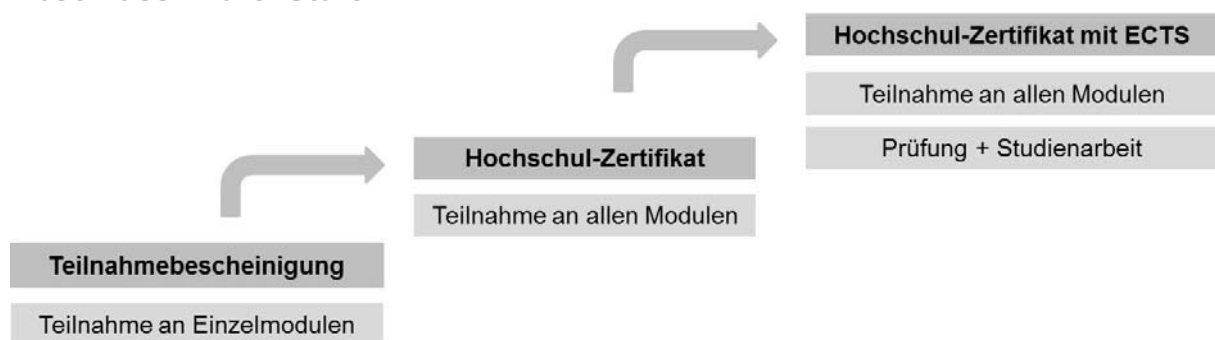 Hochschul-Zertifikat mit ECTS
Teilnahme an allen Modulen
Prüfung + Studienarbeit
Hochschul-Zertifikat
Teilnahme an allen Modulen
Teilnahmebescheinigung
Teilnahme an Einzelmodulen